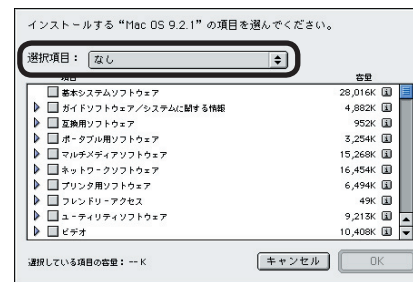 インストールする“Mac OS 9.2.1”の項目を選んでください。
選択項目： なし
項目 容量
基本システムソフトウェア 28,016K
ガイドソフトウェア/システムに関する情報 4,882K
互換用ソフトウェア 952K
ポータブル用ソフトウェア 3,254K
マルチメディアソフトウェア 15,268K
ネットワークソフトウェア 16,454K
プリンタ用ソフトウェア 6,494K
フレンドリーアクセス 49K
ユーティリティソフトウェア 9,213K
ビデオ 10,408K
選択している項目の容量： -- K キャンセル OK